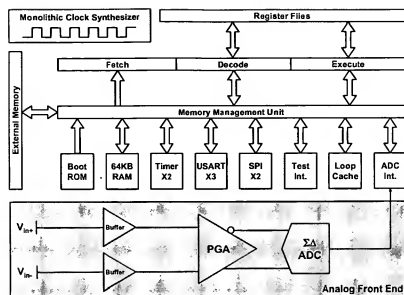 Monolithic Clock Synthesizer
Register Files
Fetch
Decode
Execute
External Memory
Memory Management Unit
Boot ROM
64KB RAM
Timer X2
USART X3
SPI X2
Test Int.
Loop Cache
ADC Int.
Vin+
Buffer
PGA
ΣΔ ADC
Vin-
Buffer
Analog Front End